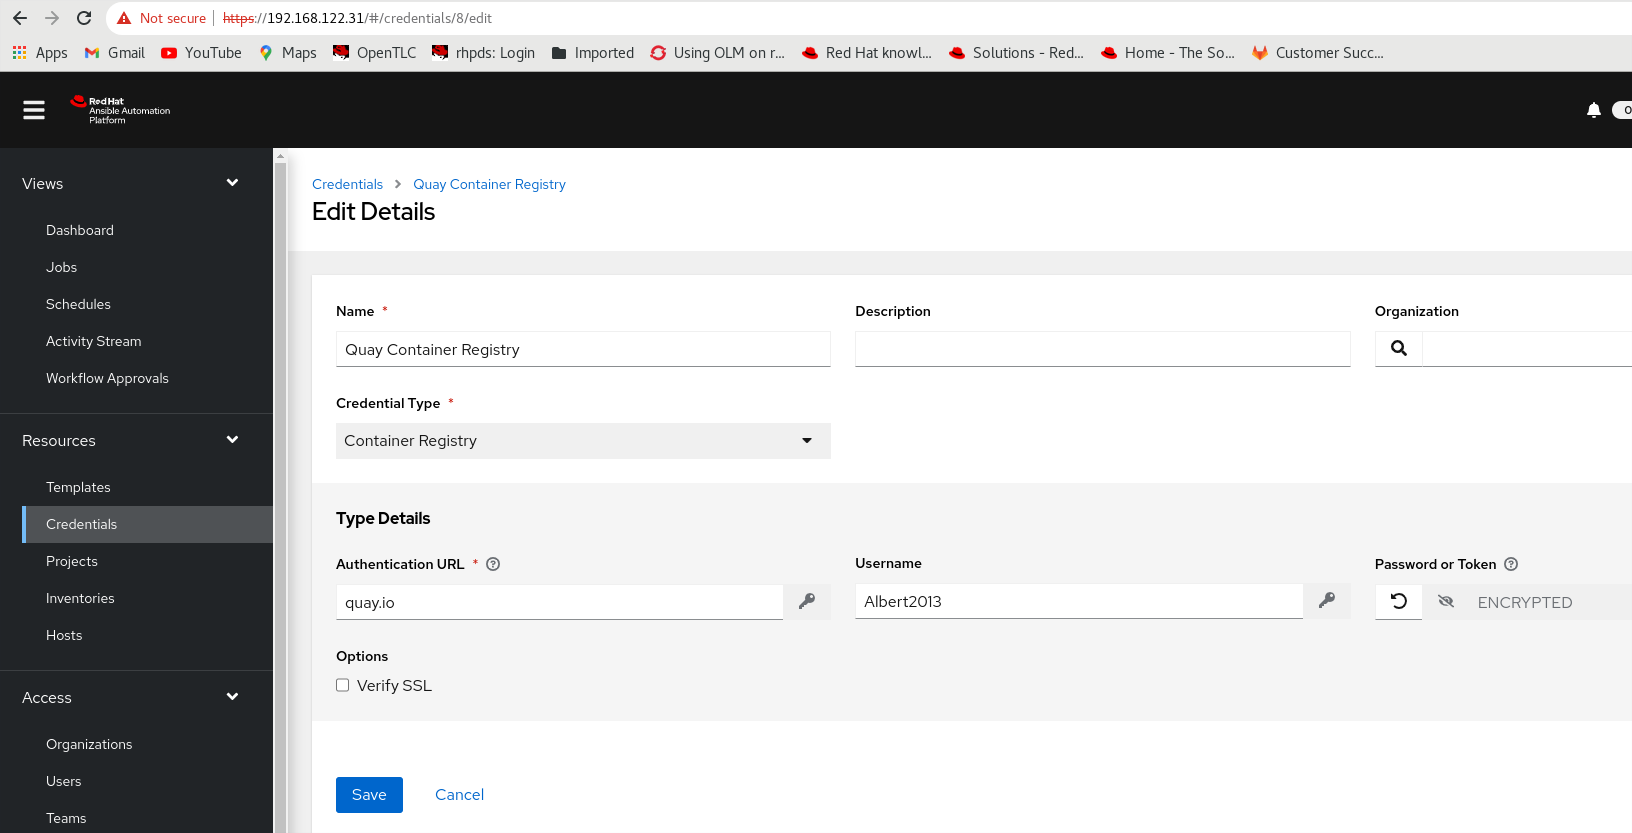 Not secure | https://192.168.122.31/#/credentials/8/edit
Apps Gmail YouTube Maps OpenTLC rhpds: Login Imported Using OLM on r... Red Hat knowl... Solutions - Red... Home - The So... Customer Succ...
Red Hat
Ansible Automation
Platform
0
Views
Dashboard
Jobs
Schedules
Activity Stream
Workflow Approvals
Resources
Templates
Credentials
Projects
Inventories
Hosts
Access
Organizations
Users
Teams
Credentials > Quay Container Registry
Edit Details
Name * Description Organization
Quay Container Registry
Credential Type *
Container Registry
Type Details
Authentication URL * Username Password or Token
quay.io Albert2013 ENCRYPTED
Options
Verify SSL
Save Cancel